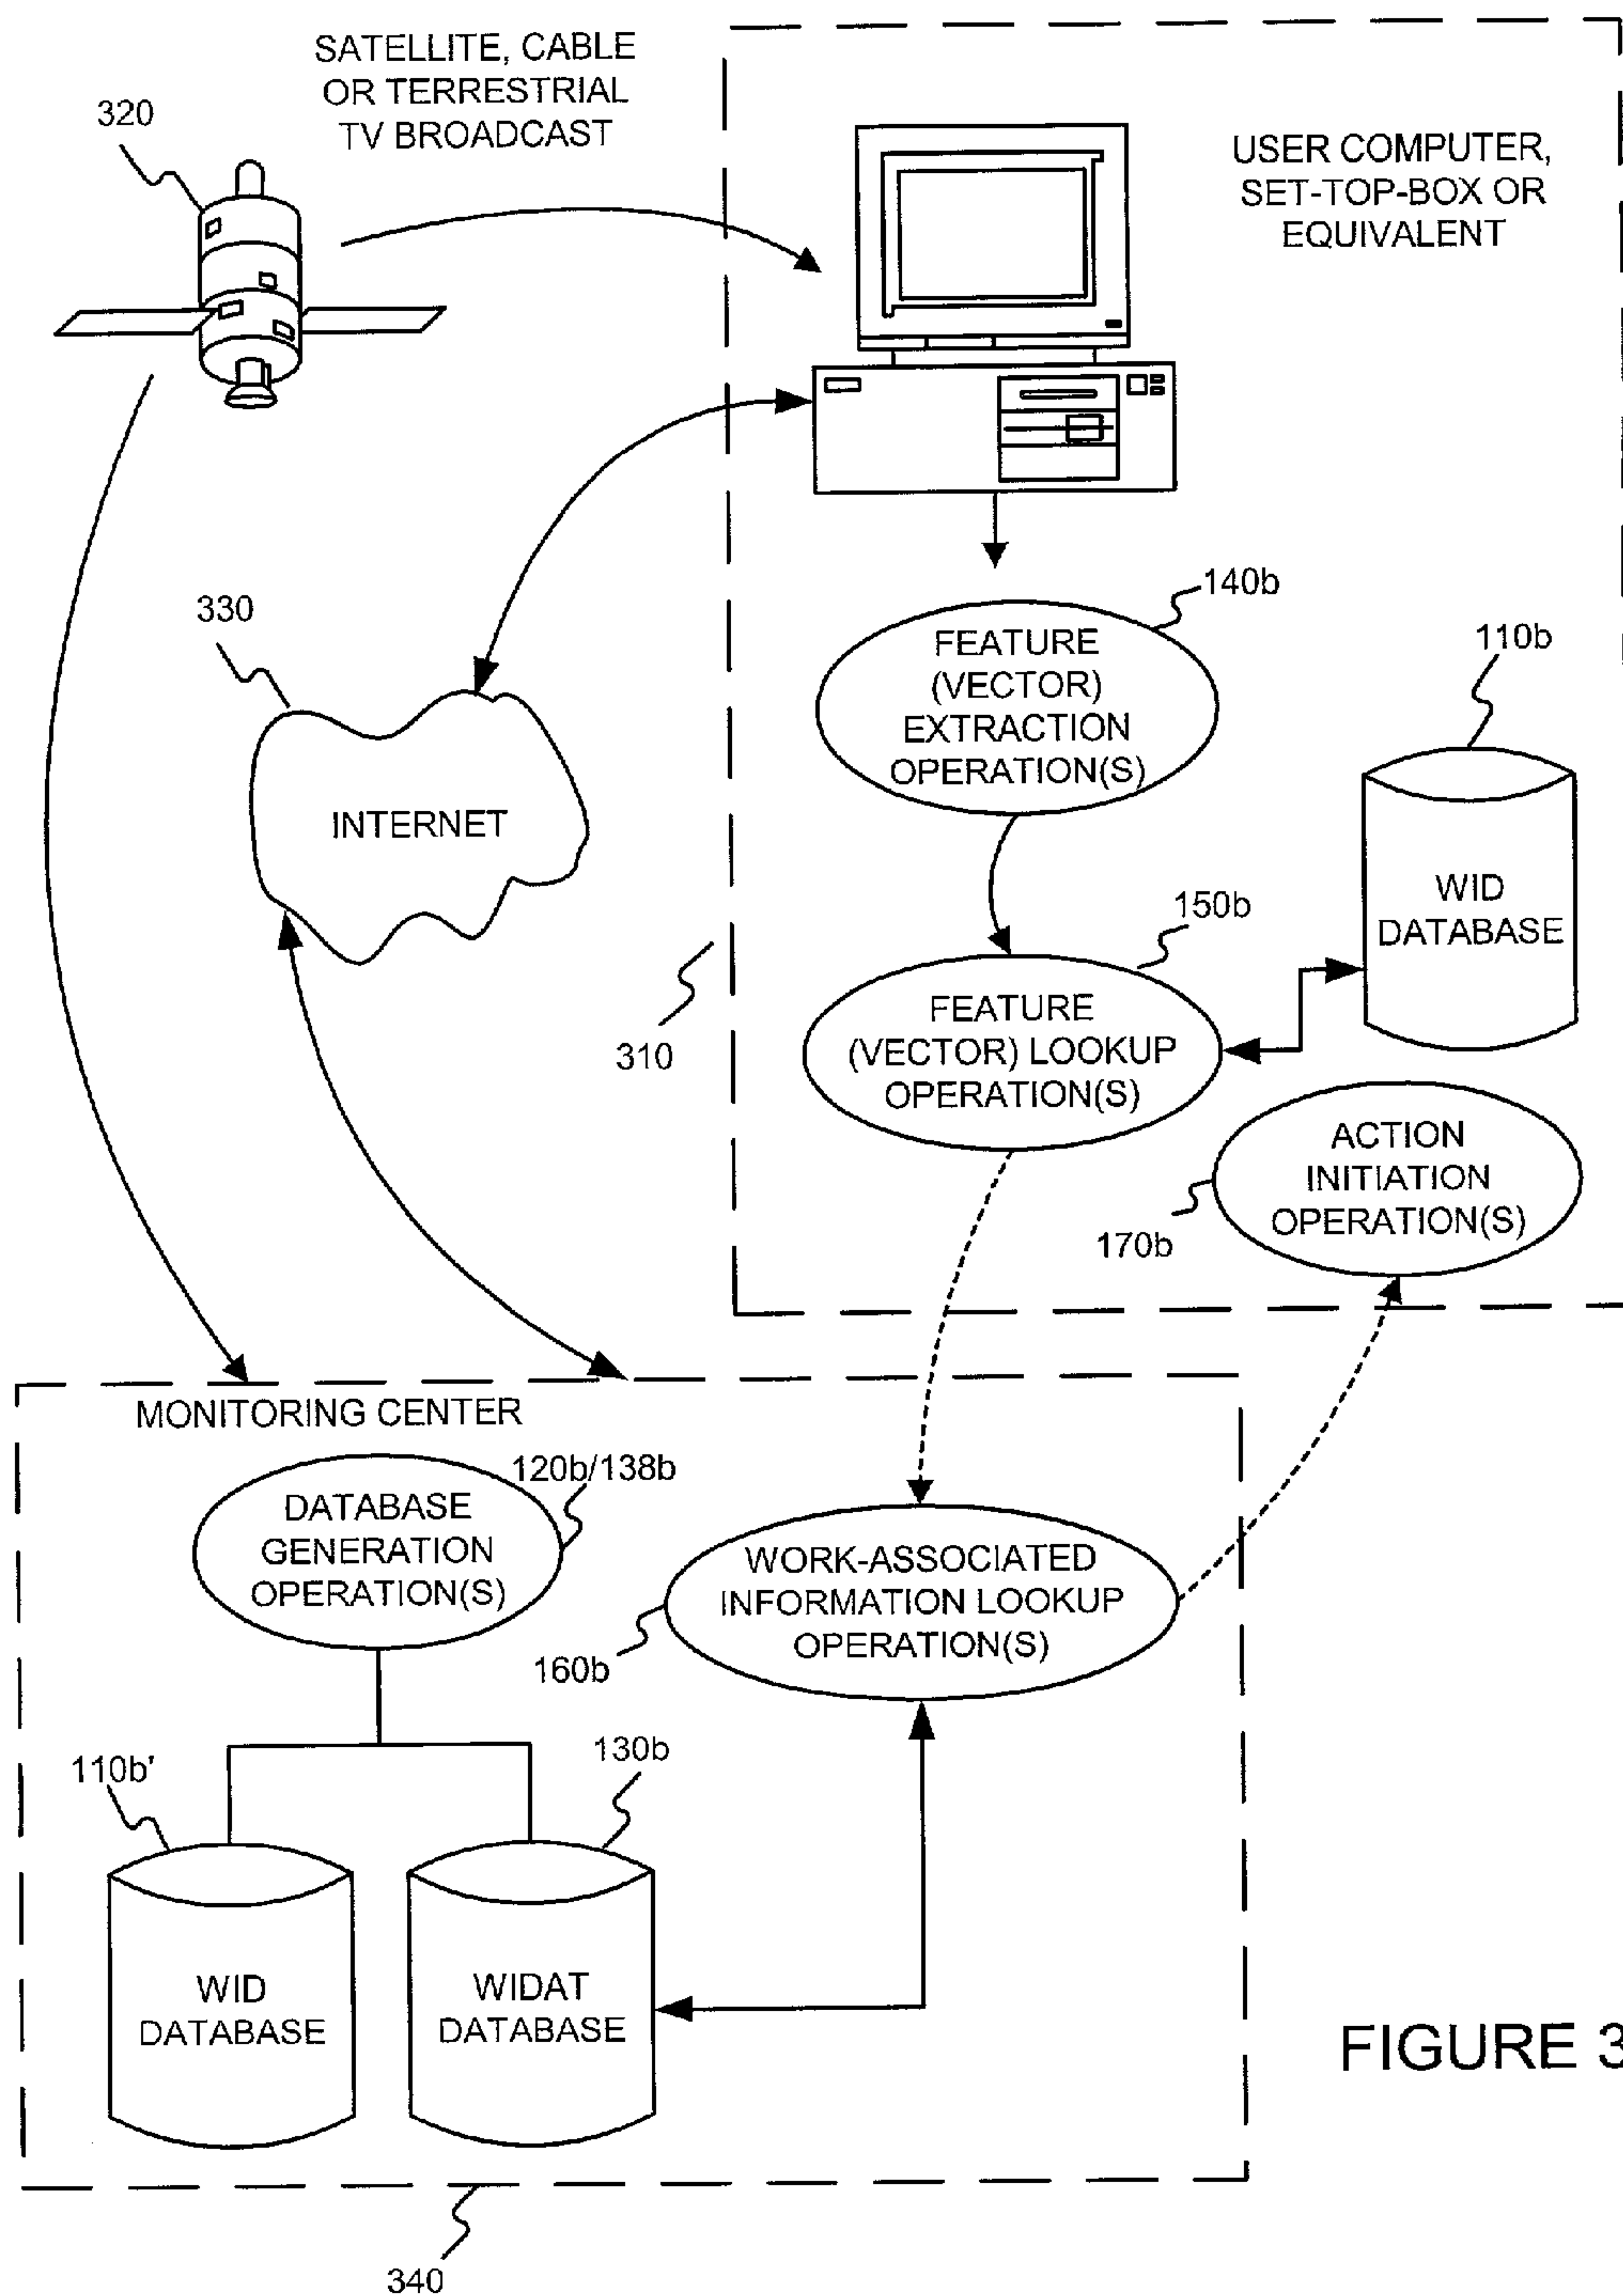 SATELLITE, CABLE
OR TERRESTRIAL
TV BROADCAST
320
USER COMPUTER,
SET-TOP-BOX OR
EQUIVALENT
140b
FEATURE
(VECTOR)
EXTRACTION
OPERATION(S)
330
INTERNET
110b
WID
DATABASE
150b
FEATURE
(VECTOR) LOOKUP
OPERATION(S)
310
ACTION
INITIATION
OPERATION(S)
170b
MONITORING CENTER
120b/138b
DATABASE
GENERATION
OPERATION(S)
WORK-ASSOCIATED
INFORMATION LOOKUP
OPERATION(S)
160b
110b'
130b
WID
DATABASE
WIDAT
DATABASE
FIGURE 3
340